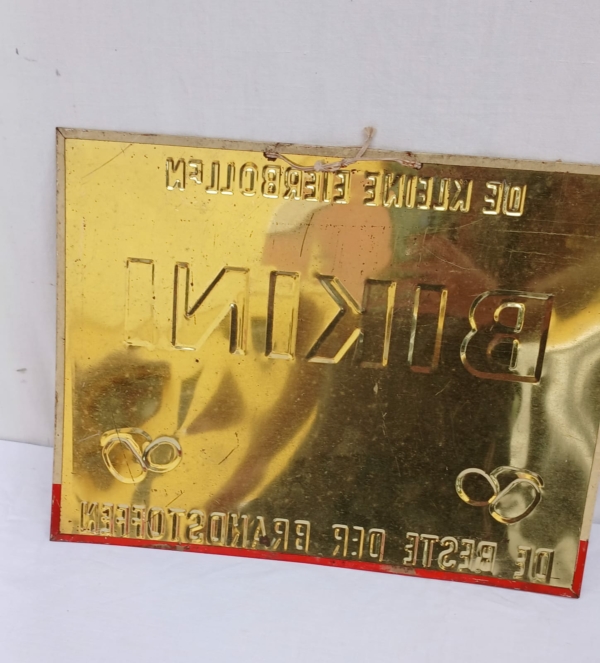 DE KLEINE EIERBOLLEN
BIKINI
DE BESTE DER BRANDSTOFFEN